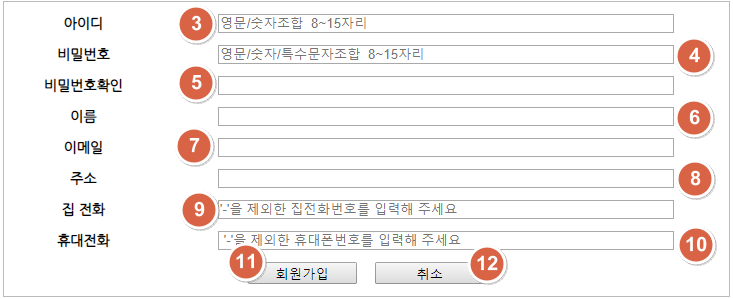 아이디 3 영문/숫자조합 8~15자리
비밀번호 영문/숫자/특수문자조합 8~15자리 4
비밀번호확인 5
이름 6
이메일 7
주소 8
집 전화 9 '-'을 제외한 집전화번호를 입력해 주세요
휴대전화 '-'을 제외한 휴대폰번호를 입력해 주세요 10
11 회원가입 취소 12